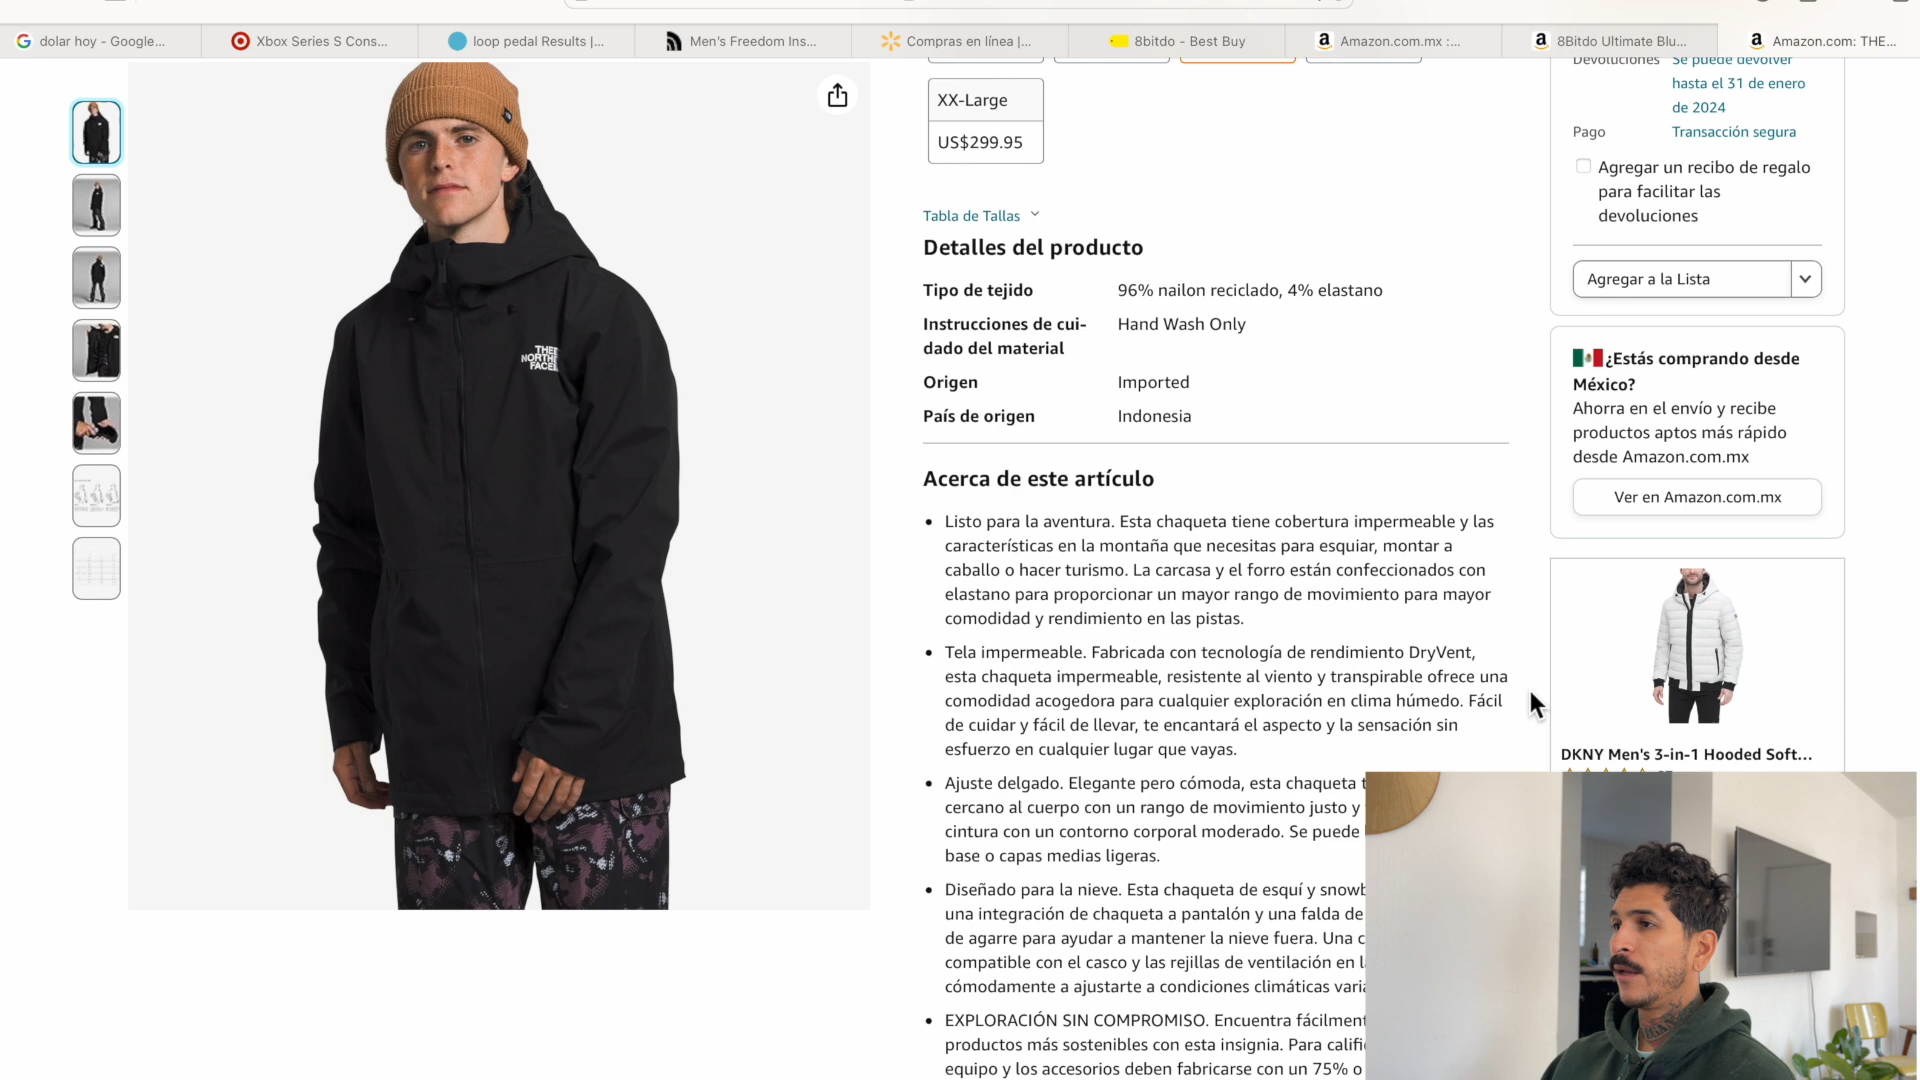 dolar hoy - Google...
Xbox Series S Cons...
loop pedal Results |...
Men's Freedom Ins...
Compras en línea |...
8bitdo - Best Buy
Amazon.com.mx :...
8Bitdo Ultimate Blu...
Amazon.com: THE...
THE
NORTH
FACE
XX-Large
US$299.95
Tabla de Tallas
Detalles del producto
Tipo de tejido 96% nailon reciclado, 4% elastano
Instrucciones de cui- Hand Wash Only
dado del material
Origen Imported
País de origen Indonesia
Acerca de este artículo
Listo para la aventura. Esta chaqueta tiene cobertura impermeable y las
características en la montaña que necesitas para esquiar, montar a
caballo o hacer turismo. La carcasa y el forro están confeccionados con
elastano para proporcionar un mayor rango de movimiento para mayor
comodidad y rendimiento en las pistas.
Tela impermeable. Fabricada con tecnología de rendimiento DryVent,
esta chaqueta impermeable, resistente al viento y transpirable ofrece una
comodidad acogedora para cualquier exploración en clima húmedo. Fácil
de cuidar y fácil de llevar, te encantará el aspecto y la sensación sin
esfuerzo en cualquier lugar que vayas.
Ajuste delgado. Elegante pero cómoda, esta chaqueta
cercano al cuerpo con un rango de movimiento justo y
cintura con un contorno corporal moderado. Se puede
base o capas medias ligeras.
Diseñado para la nieve. Esta chaqueta de esquí y snowb
una integración de chaqueta a pantalón y una falda de
de agarre para ayudar a mantener la nieve fuera. Una c
compatible con el casco y las rejillas de ventilación en
cómodamente a ajustarte a condiciones climáticas varia
EXPLORACIÓN SIN COMPROMISO. Encuentra fácilment
productos más sostenibles con esta insignia. Para califi
equipo y los accesorios deben fabricarse con un 75% o
Devoluciones Se puede devolver
hasta el 31 de enero
de 2024
Pago Transacción segura
Agregar un recibo de regalo
para facilitar las
devoluciones
Agregar a la Lista
¿Estás comprando desde
México?
Ahorra en el envío y recibe
productos aptos más rápido
desde Amazon.com.mx
Ver en Amazon.com.mx
DKNY Men's 3-in-1 Hooded Soft...